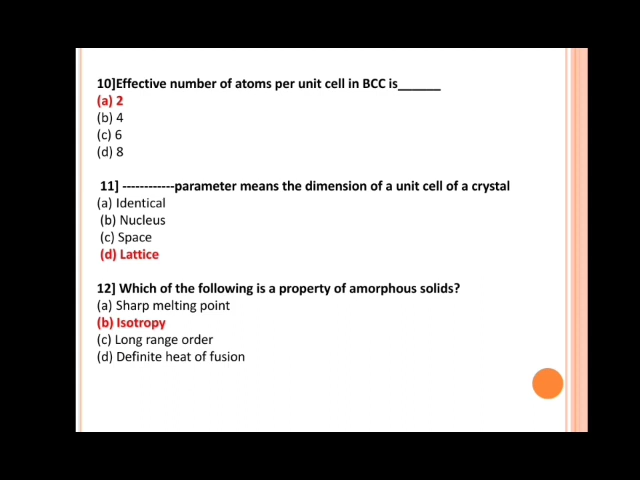 10]Effective number of atoms per unit cell in BCC is______
(a) 2
(b) 4
(c) 6
(d) 8
11] ------------parameter means the dimension of a unit cell of a crystal
(a) Identical
(b) Nucleus
(c) Space
(d) Lattice
12] Which of the following is a property of amorphous solids?
(a) Sharp melting point
(b) Isotropy
(c) Long range order
(d) Definite heat of fusion